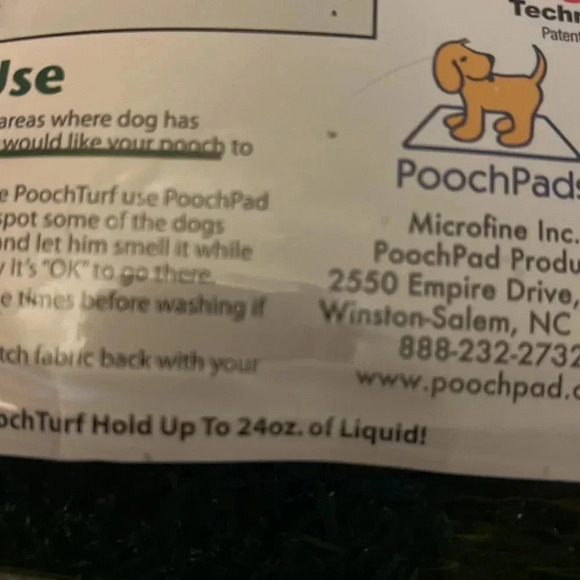 Techn
Patent
Use
areas where dog has
would like your pooch to
e PoochTurf use PoochPad
spot some of the dogs
and let him smell it while
y It's "OK" to go there.
e times before washing if
tch fabric back with your
ochTurf Hold Up To 24oz. of Liquid!
PoochPads
Microfine Inc.
PoochPad Produ
2550 Empire Drive,
Winston-Salem, NC
888-232-2732
www.poochpad.c